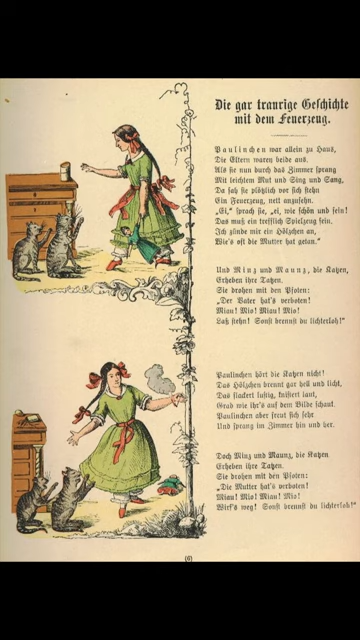 Die gar traurige Geschichte
mit dem Feuerzeug.
Paulinchen war allein zu Haus,
Die Eltern waren beide aus.
Als sie nun durch das Zimmer sprang
Mit leichtem Mut und Sing und Sang,
Da sah sie plötzlich vor sich stehn
Ein Feuerzeug, nett anzusehn.
„Ei,“ sprach sie, „ei, wie schön und fein!
Das muß ein trefflich Spielzeug sein.
Ich zünde mir ein Hölzchen an,
Wie's oft die Mutter hat getan.“
Und Minz und Maunz, die Katzen,
Erheben ihre Tatzen.
Sie drohen mit den Pfoten:
„Der Vater hat's verboten!
Miau! Mio! Miau! Mio!
Laß stehn! Sonst brennst du lichterloh!“
Paulinchen hört die Katzen nicht!
Das Hölzchen brennt gar hell und licht,
Das flackert lustig, knistert laut,
Grad wie ihr's auf dem Bilde schaut.
Paulinchen aber freut sich sehr
Und sprang im Zimmer hin und her.
Doch Minz und Maunz, die Katzen
Erheben ihre Tatzen.
Sie drohen mit den Pfoten:
„Die Mutter hat's verboten!
Miau! Mio! Miau! Mio!
Wirf's weg! Sonst brennst du lichterloh!“
(6)